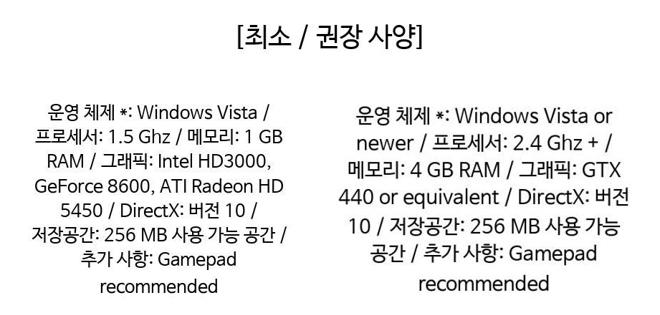 [최소 / 권장 사양]
운영 체제 *: Windows Vista /
프로세서: 1.5 Ghz / 메모리: 1 GB
RAM / 그래픽: Intel HD3000,
GeForce 8600, ATI Radeon HD
5450 / DirectX: 버전 10 /
저장공간: 256 MB 사용 가능 공간 /
추가 사항: Gamepad
recommended
운영 체제 *: Windows Vista or
newer / 프로세서: 2.4 Ghz + /
메모리: 4 GB RAM / 그래픽: GTX
440 or equivalent / DirectX: 버전
10 / 저장공간: 256 MB 사용 가능
공간 / 추가 사항: Gamepad
recommended